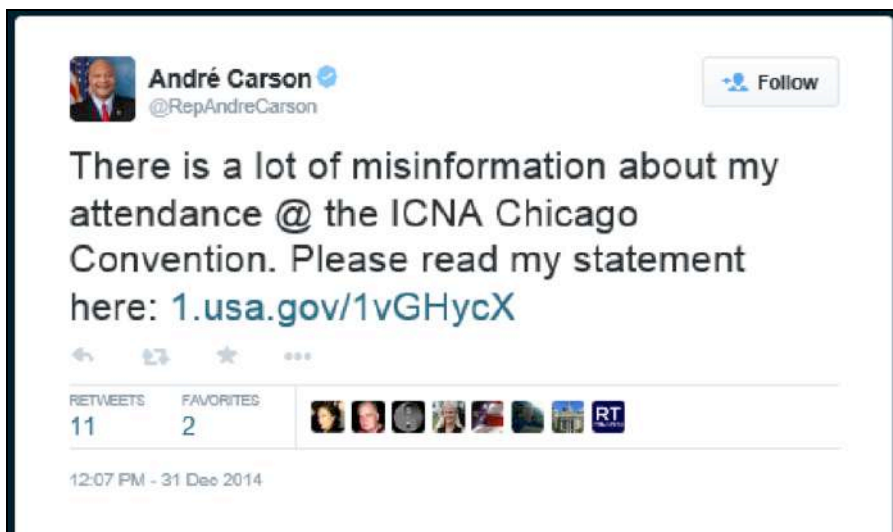 André Carson
@RepAndreCarson
Follow
There is a lot of misinformation about my
attendance @ the ICNA Chicago
Convention. Please read my statement
here: 1.usa.gov/1vGHycX
RETWEETS FAVORITES
11 2
RT
12:07 PM - 31 Dec 2014